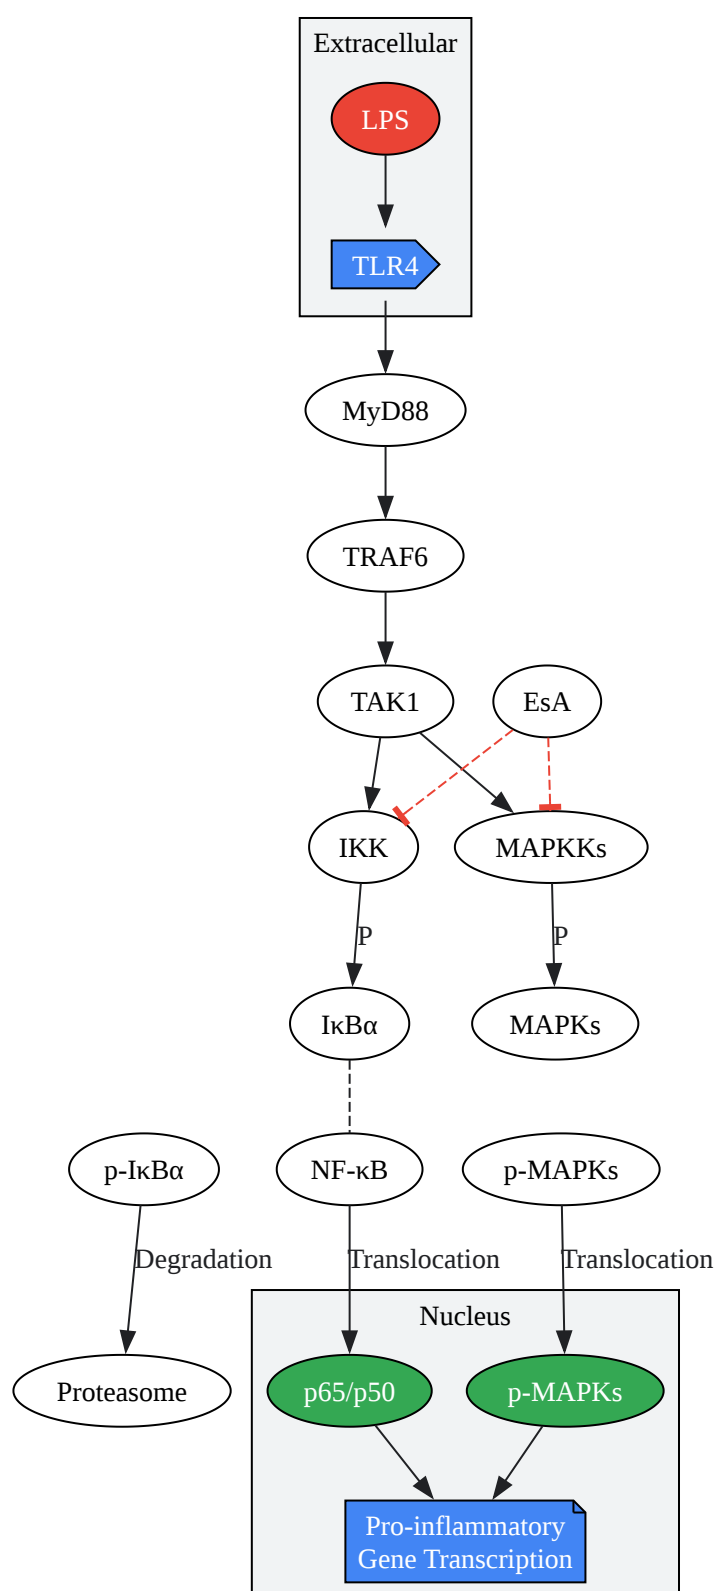 Extracellular
LPS
TLR4
MyD88
TRAF6
TAK1
EsA
IKK
MAPKKs
P
P
IκBα
MAPKs
p-IκBα
NF-κB
p-MAPKs
Degradation
Translocation
Translocation
Nucleus
Proteasome
p65/p50
p-MAPKs
Pro-inflammatory
Gene Transcription